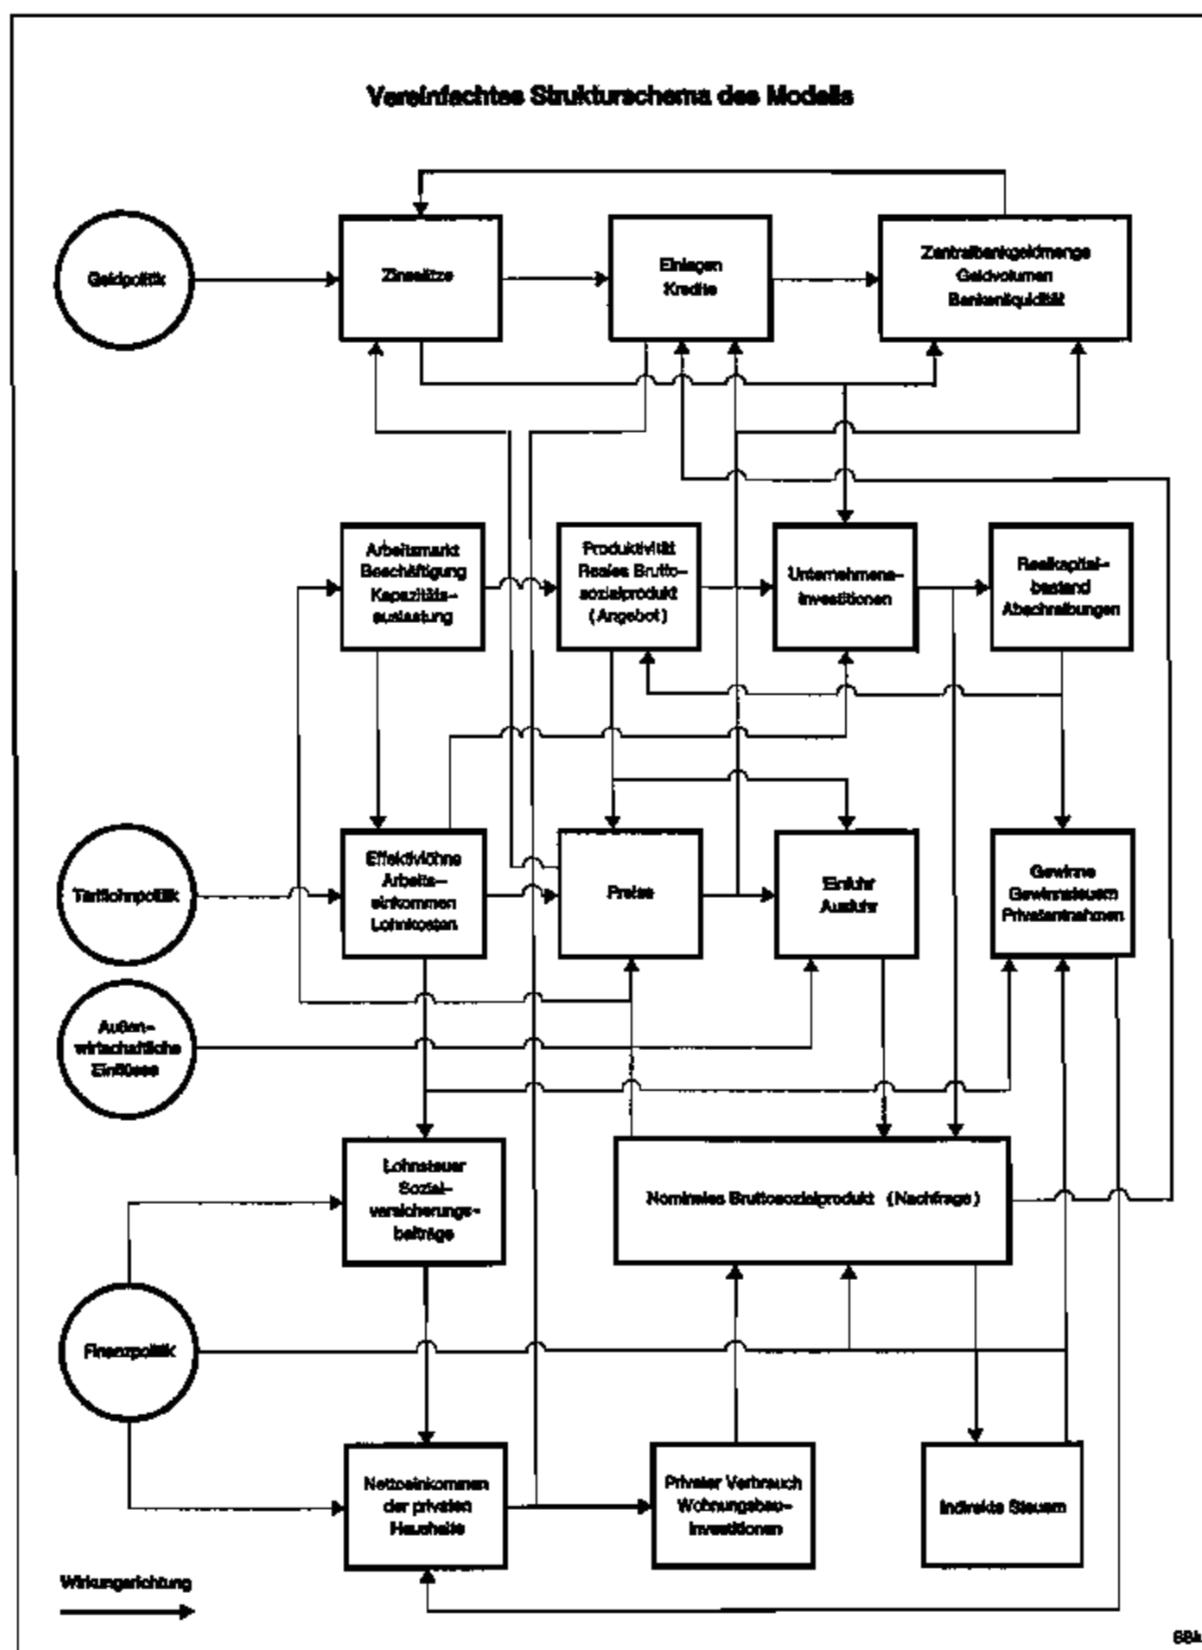 Vereinfachtes Strukturschema des Modells
Geldpolitik
Zinssätze
Einlagen
Kredite
Zentralbankgeldmenge
Geldvolumen
Bankenliquidität
Arbeitsmarkt
Beschäftigung
Kapazitäts-
auslastung
Produktivität
Reales Brutto-
sozialprodukt
(Angebot)
Unternehmens-
investitionen
Realkapital-
bestand
Abschreibungen
Tariflohnpolitik
Effektivlöhne
Arbeits-
einkommen
Lohnkosten
Preise
Einfuhr
Ausfuhr
Gewinne
Gewinnsteuern
Privatentnahmen
Außen-
wirtschaftliche
Einflüsse
Lohnsteuer
Sozial-
versicherungs-
beiträge
Nominales Bruttosozialprodukt (Nachfrage)
Finanzpolitik
Nettoeinkommen
der privaten
Haushalte
Privater Verbrauch
Wohnungsbau-
investitionen
Indirekte Steuern
Wirkungsrichtung